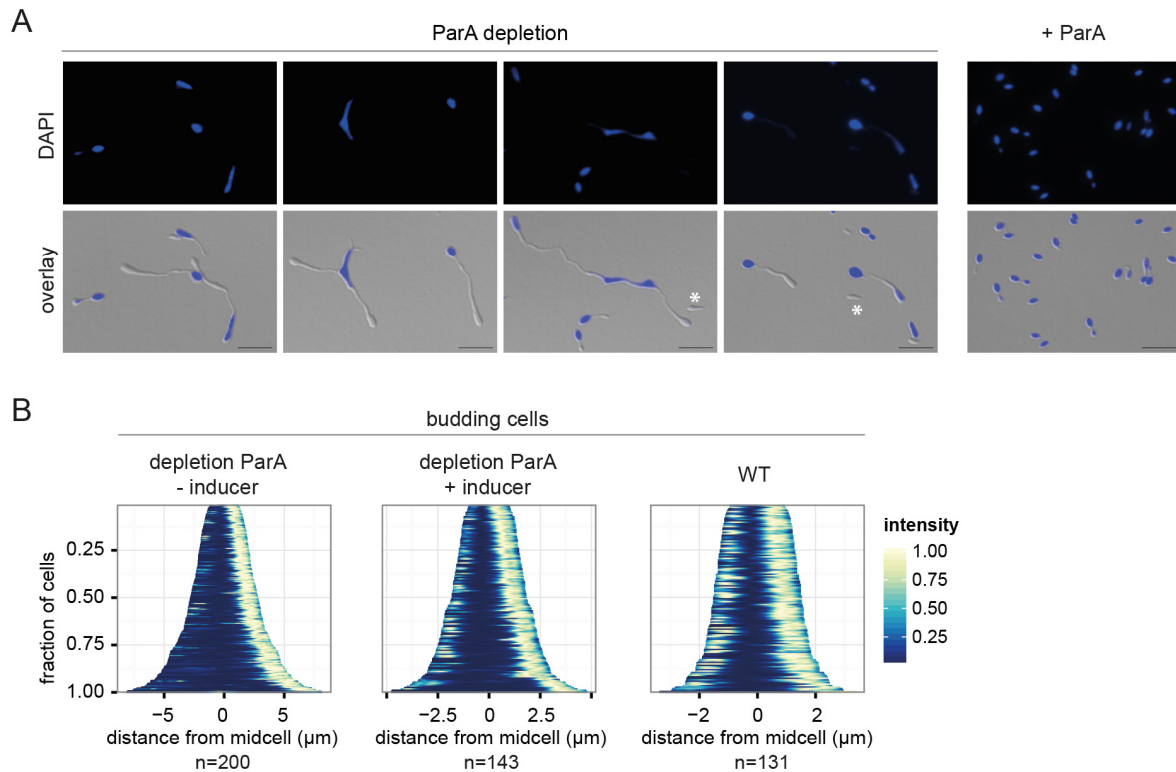 A
ParA depletion
+ ParA
DAPI
overlay
*
*
B
budding cells
depletion ParA
- inducer
depletion ParA
+ inducer
WT
fraction of cells
0.25
0.50
0.75
1.00
−5 0 5
−2.5 0 2.5
−2 0 2
distance from midcell (µm)
distance from midcell (µm)
distance from midcell (µm)
n=200
n=143
n=131
intensity
1.00
0.75
0.50
0.25